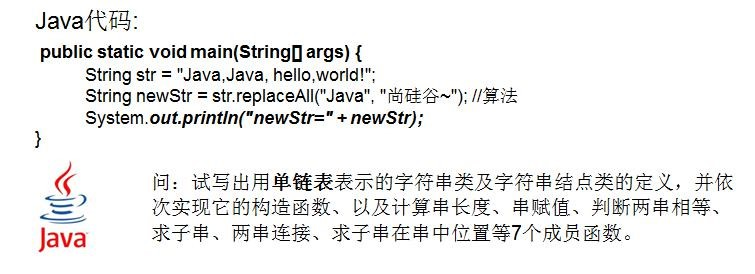 Java代码:
public static void main(String[] args) {
String str = "Java,Java, hello,world!";
String newStr = str.replaceAll("Java", "尚硅谷~"); //算法
System.out.println("newStr=" + newStr);
}
问：试写出用单链表表示的字符串类及字符串结点类的定义，并依
次实现它的构造函数、以及计算串长度、串赋值、判断两串相等、
求子串、两串连接、求子串在串中位置等7个成员函数。
Java